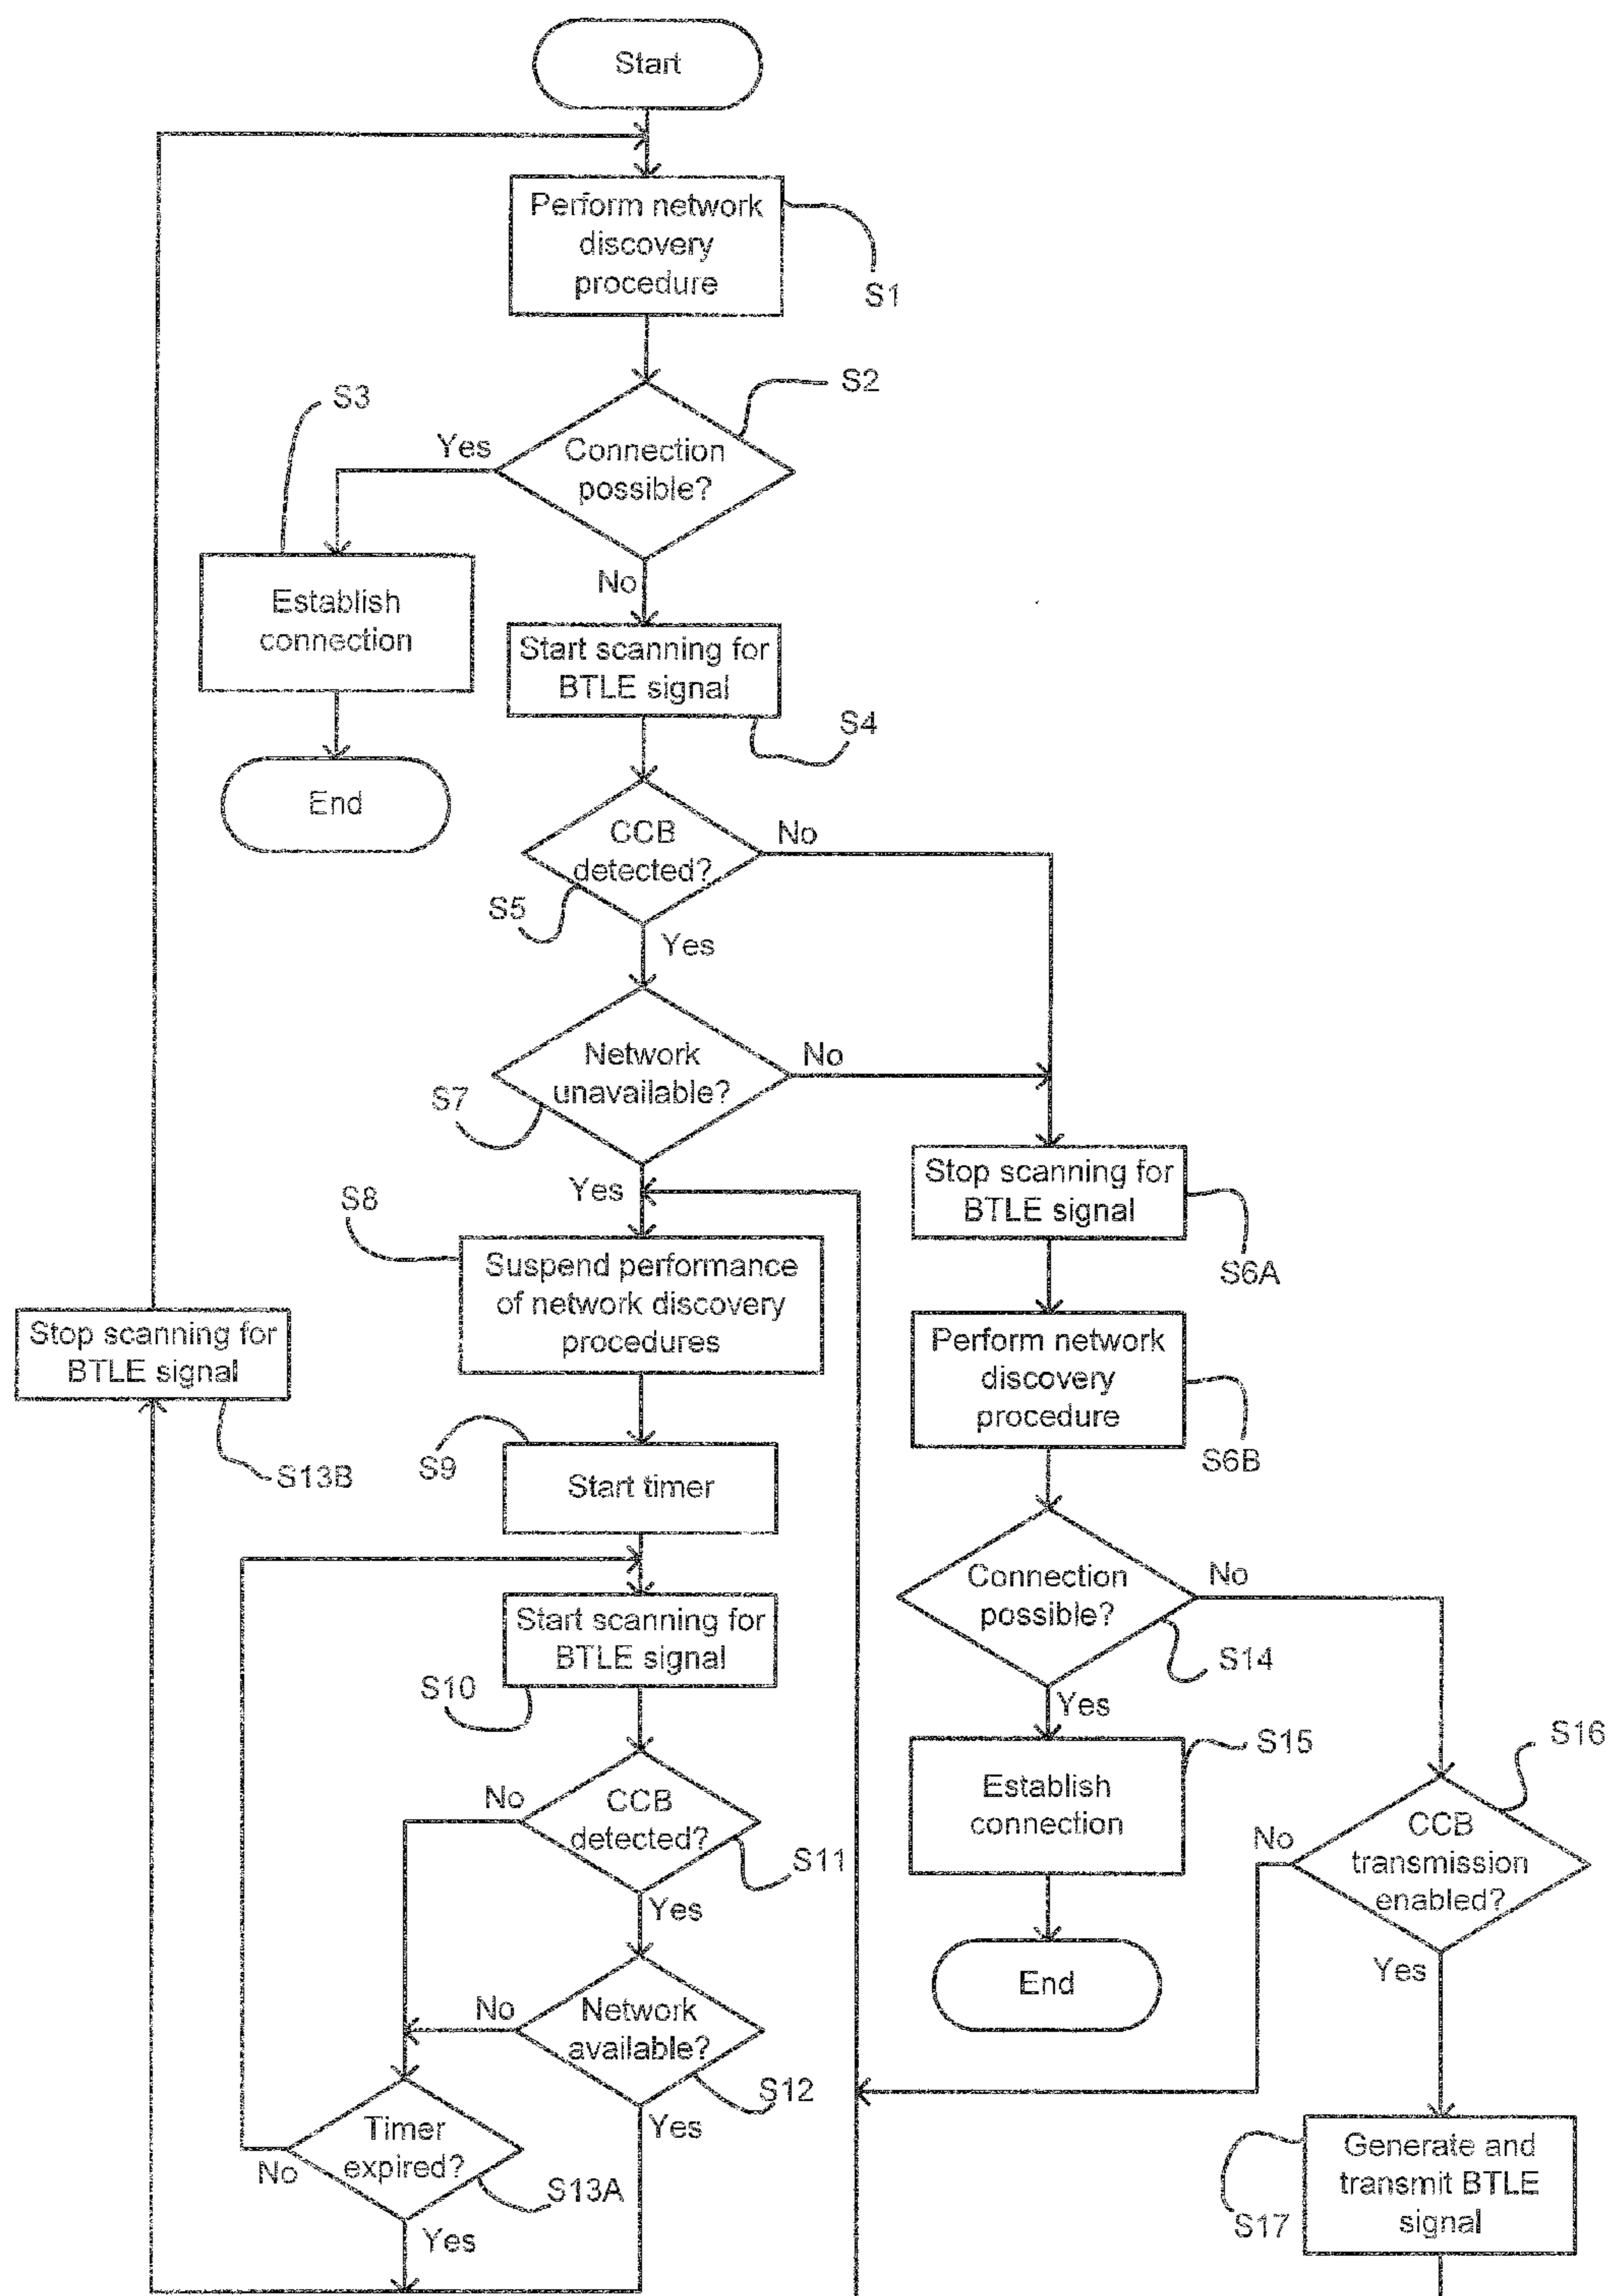 Start
Perform network
discovery
procedure
S1
S2
S3
Yes
Connection
possible?
No
Establish
connection
Start scanning for
BTLE signal
S4
End
CCB
detected?
No
S5
Yes
Network
unavailable?
No
S7
Yes
Stop scanning for
BTLE signal
S6A
S8
Suspend performance
of network discovery
procedures
Stop scanning for
BTLE signal
S13B
Perform network
discovery
procedure
S6B
S9
Start timer
Connection
possible?
No
S14
Yes
Start scanning for
BTLE signal
S10
Establish
connection
S15
S16
CCB
detected?
No
S11
Yes
CCB
transmission
enabled?
No
Yes
End
Network
available?
No
S12
Yes
Timer
expired?
No
S13A
Yes
Generate and
transmit BTLE
signal
S17